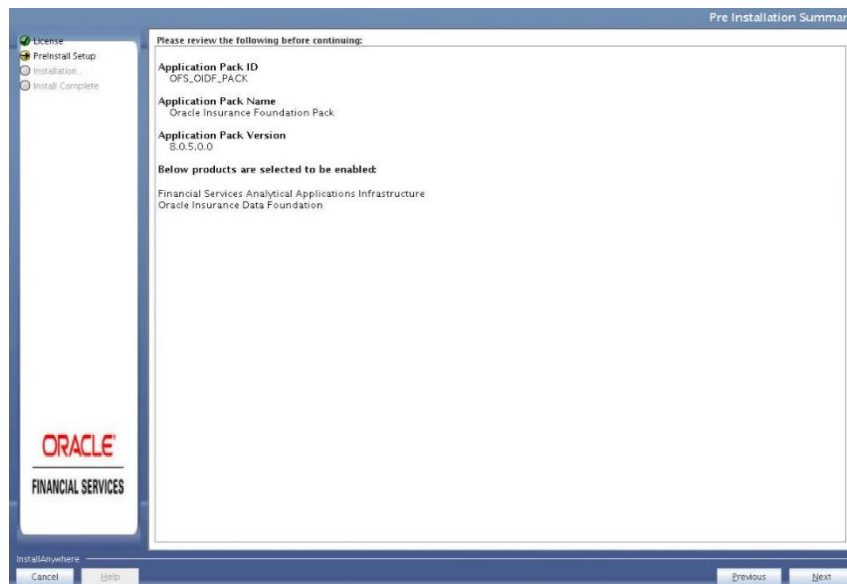 Pre Installation Summar
License
Preinstall Setup
Installation..
Install Complete
Please review the following before continuing:
Application Pack ID
OFS_OIDF_PACK
Application Pack Name
Oracle Insurance Foundation Pack
Application Pack Version
8.0.5.0.0
Below products are selected to be enabled:
Financial Services Analytical Applications Infrastructure
Oracle Insurance Data Foundation
ORACLE
FINANCIAL SERVICES
InstallAnywhere
Cancel
Help
Previous
Next